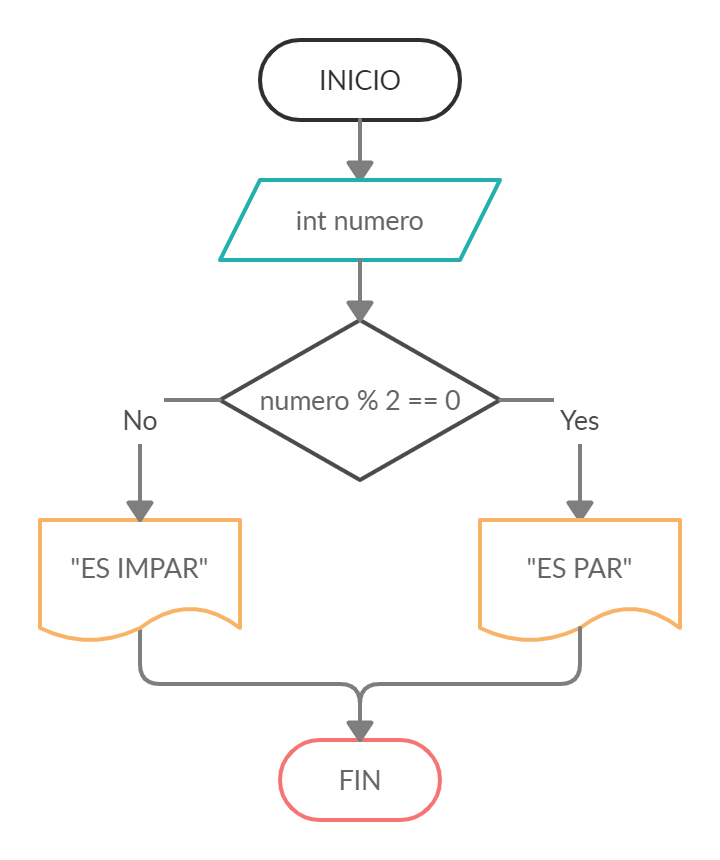 INICIO
int numero
numero % 2 == 0
No
Yes
"ES IMPAR"
"ES PAR"
FIN